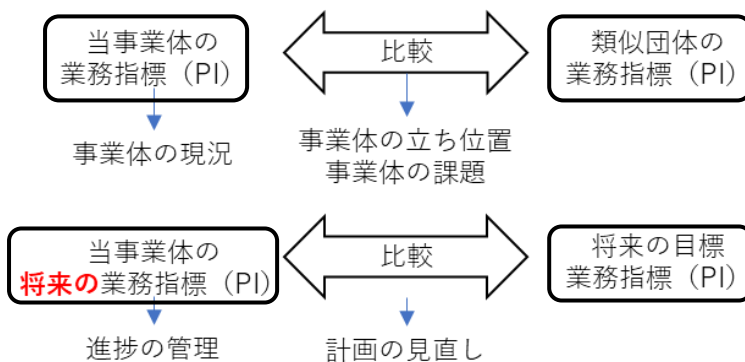 当事業体の
業務指標（PI）
比較
類似団体の
業務指標（PI）
事業体の現況
事業体の立ち位置
事業体の課題
当事業体の
将来の業務指標（PI）
比較
将来の目標
業務指標（PI）
進捗の管理
計画の見直し